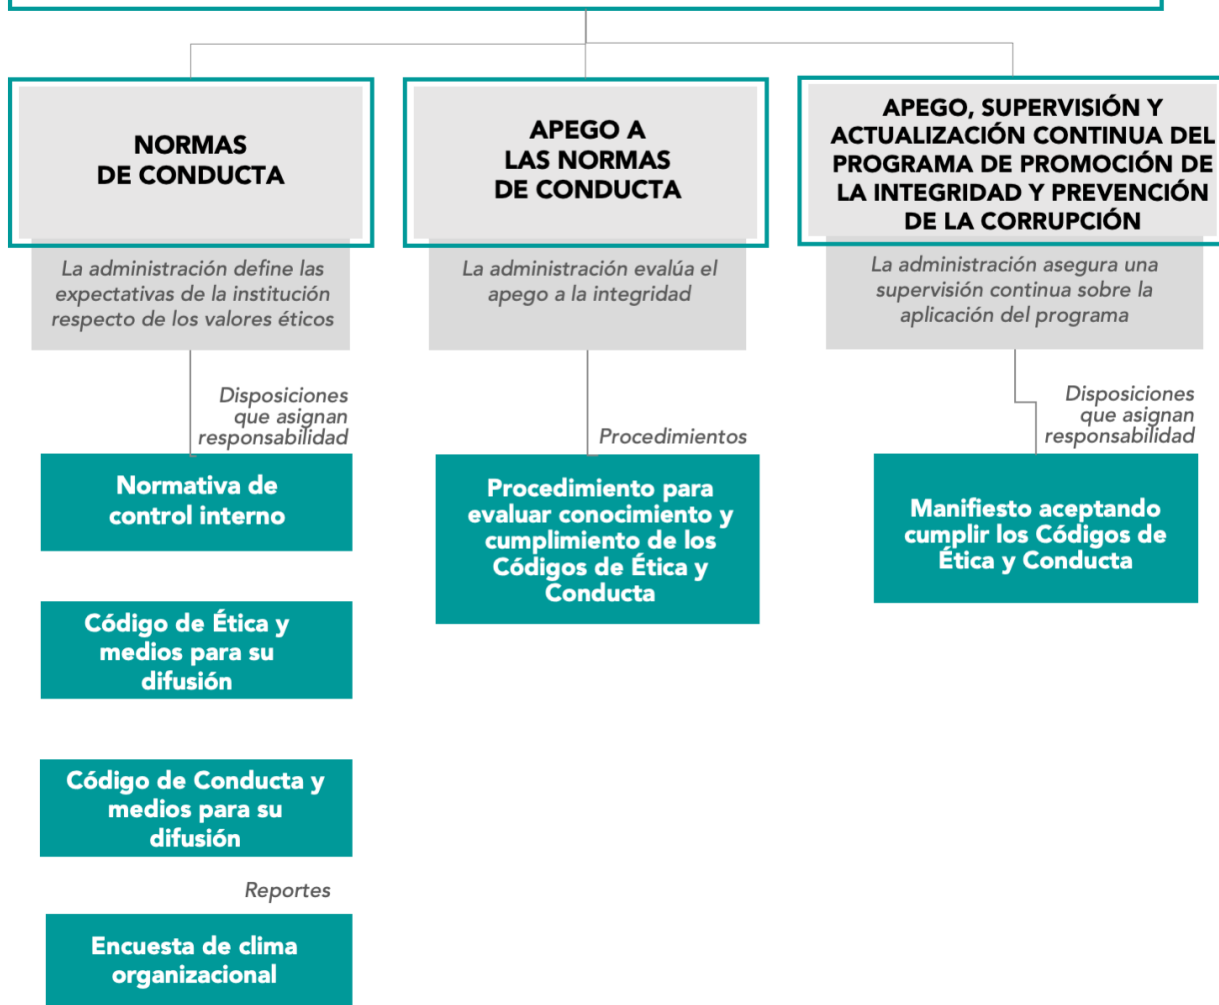 NORMAS
DE CONDUCTA
La administración define las
expectativas de la institución
respecto de los valores éticos
Disposiciones
que asignan
responsabilidad
Normativa de
control interno
Código de Ética y
medios para su
difusión
Código de Conducta y
medios para su
difusión
Reportes
Encuesta de clima
organizacional
APEGO A
LAS NORMAS
DE CONDUCTA
La administración evalúa el
apego a la integridad
Procedimientos
Procedimiento para
evaluar conocimiento y
cumplimiento de los
Códigos de Ética y
Conducta
APEGO, SUPERVISIÓN Y
ACTUALIZACIÓN CONTINUA DEL
PROGRAMA DE PROMOCIÓN DE
LA INTEGRIDAD Y PREVENCIÓN
DE LA CORRUPCIÓN
La administración asegura una
supervisión continua sobre la
aplicación del programa
Disposiciones
que asignan
responsabilidad
Manifiesto aceptando
cumplir los Códigos de
Ética y Conducta